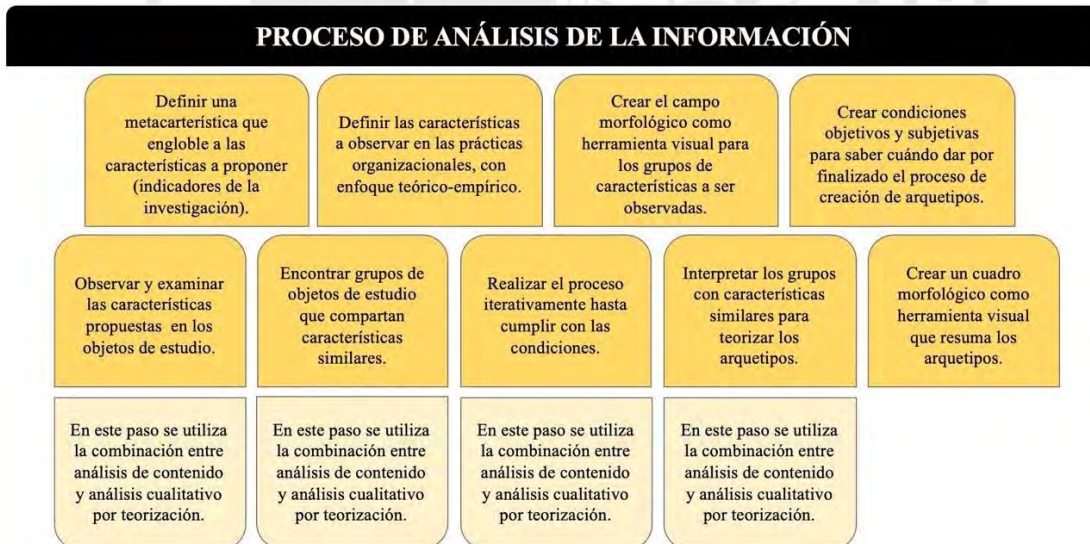 PROCESO DE ANÁLISIS DE LA INFORMACIÓN
Definir una
metacarterística que
englobe a las
características a proponer
(indicadores de la
investigación).
Definir las características
a observar en las prácticas
organizacionales, con
enfoque teórico-empírico.
Crear el campo
morfológico como
herramienta visual para
los grupos de
características a ser
observadas.
Crear condiciones
objetivos y subjetivas
para saber cuándo dar por
finalizado el proceso de
creación de arquetipos.
Observar y examinar
las características
propuestas en los
objetos de estudio.
Encontrar grupos de
objetos de estudio
que compartan
características
similares.
Realizar el proceso
iterativamente hasta
cumplir con las
condiciones.
Interpretar los grupos
con características
similares para
teorizar los
arquetipos.
Crear un cuadro
morfológico como
herramienta visual
que resuma los
arquetipos.
En este paso se utiliza
la combinación entre
análisis de contenido
y análisis cualitativo
por teorización.
En este paso se utiliza
la combinación entre
análisis de contenido
y análisis cualitativo
por teorización.
En este paso se utiliza
la combinación entre
análisis de contenido
y análisis cualitativo
por teorización.
En este paso se utiliza
la combinación entre
análisis de contenido
y análisis cualitativo
por teorización.